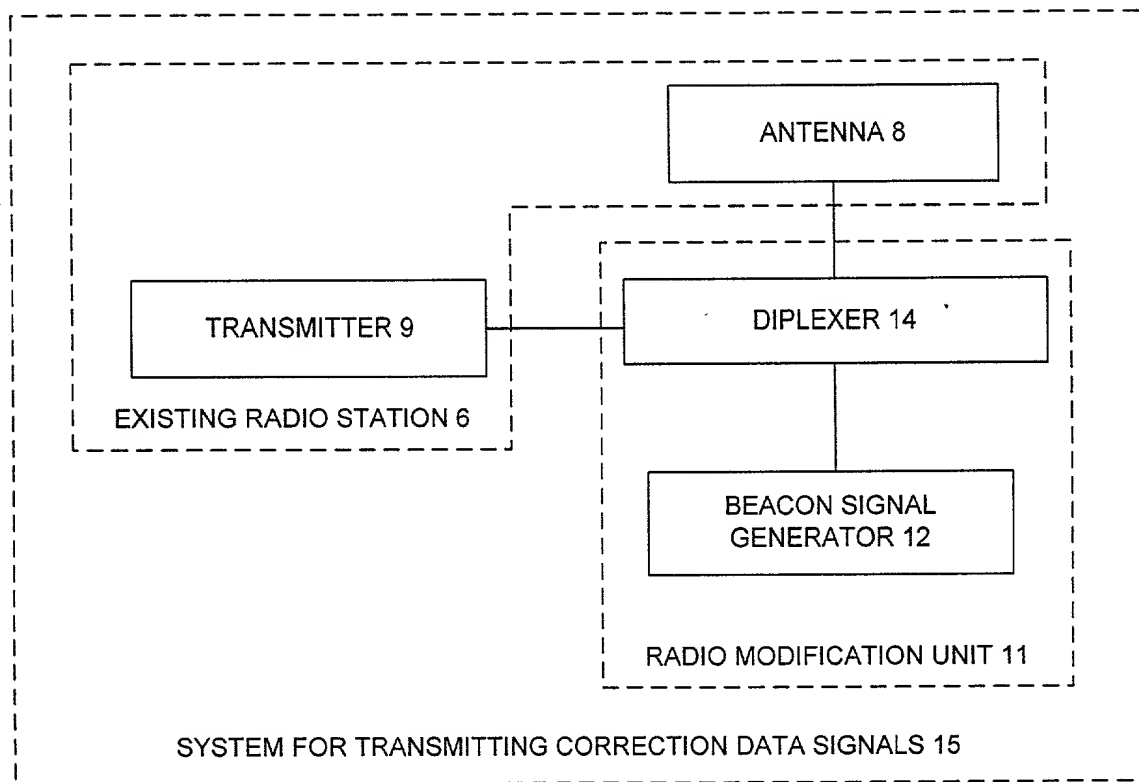 ANTENNA 8
TRANSMITTER 9
DIPLEXER 14
EXISTING RADIO STATION 6
BEACON SIGNAL
GENERATOR 12
RADIO MODIFICATION UNIT 11
SYSTEM FOR TRANSMITTING CORRECTION DATA SIGNALS 15